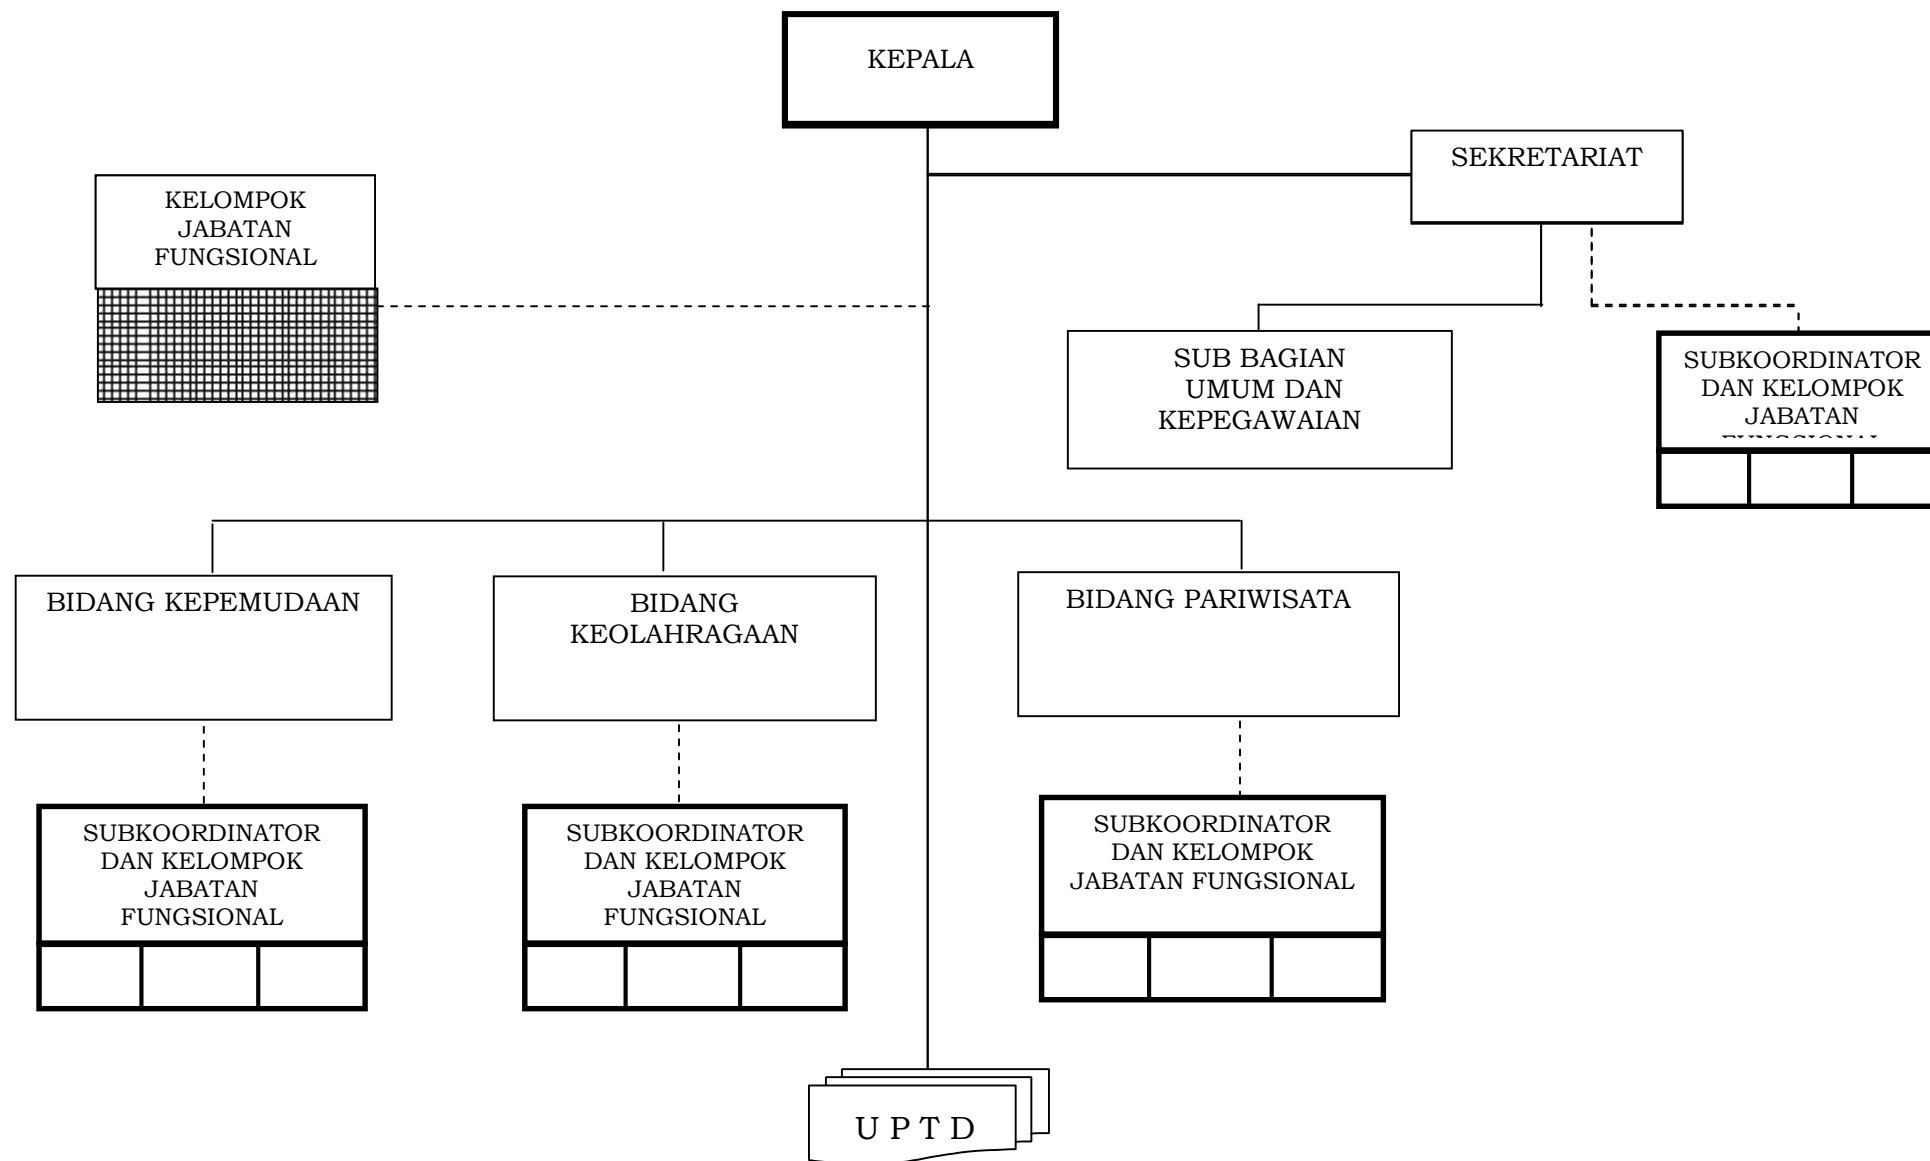 KEPALA
SEKRETARIAT
KELOMPOK
JABATAN
FUNGSIONAL
SUB BAGIAN
UMUM DAN
KEPEGAWAIAN
SUBKOORDINATOR
DAN KELOMPOK
JABATAN
BIDANG KEPEMUDAAN
BIDANG
KEOLAHRAGAAN
BIDANG PARIWISATA
SUBKOORDINATOR
DAN KELOMPOK
JABATAN
FUNGSIONAL
SUBKOORDINATOR
DAN KELOMPOK
JABATAN
FUNGSIONAL
SUBKOORDINATOR
DAN KELOMPOK
JABATAN FUNGSIONAL
U P T D